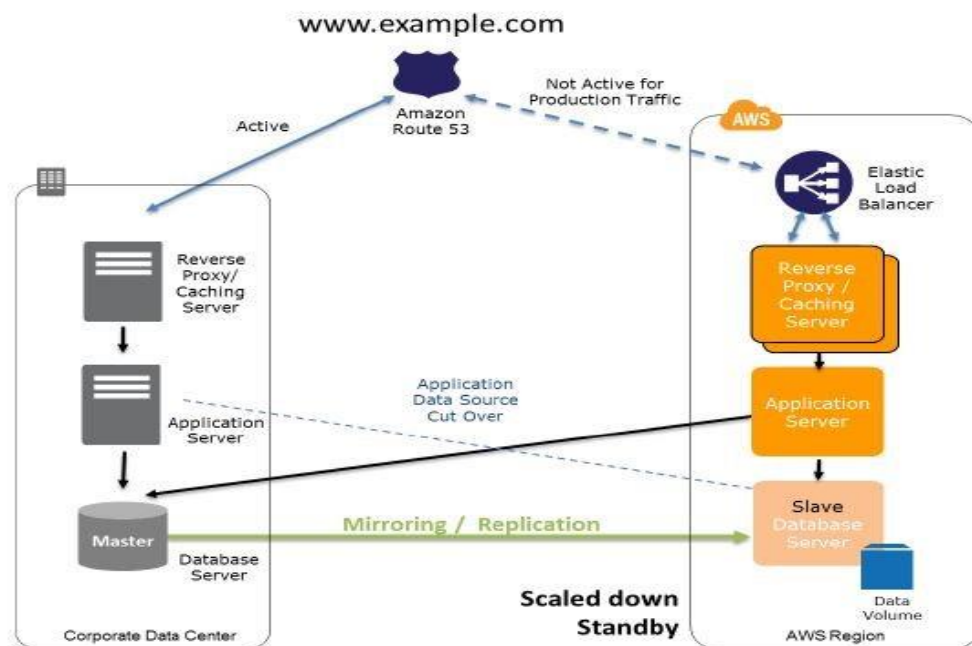 www.example.com
Amazon
Route 53
Active
Not Active for
Production Traffic
AWS
Elastic
Load
Balancer
Reverse
Proxy/
Caching
Server
Reverse
Proxy /
Caching
Server
Application
Server
Application
Data Source
Cut Over
Application
Server
Master
Database
Server
Mirroring / Replication
Slave
Database
Server
Data
Volume
Scaled down
Standby
Corporate Data Center
AWS Region